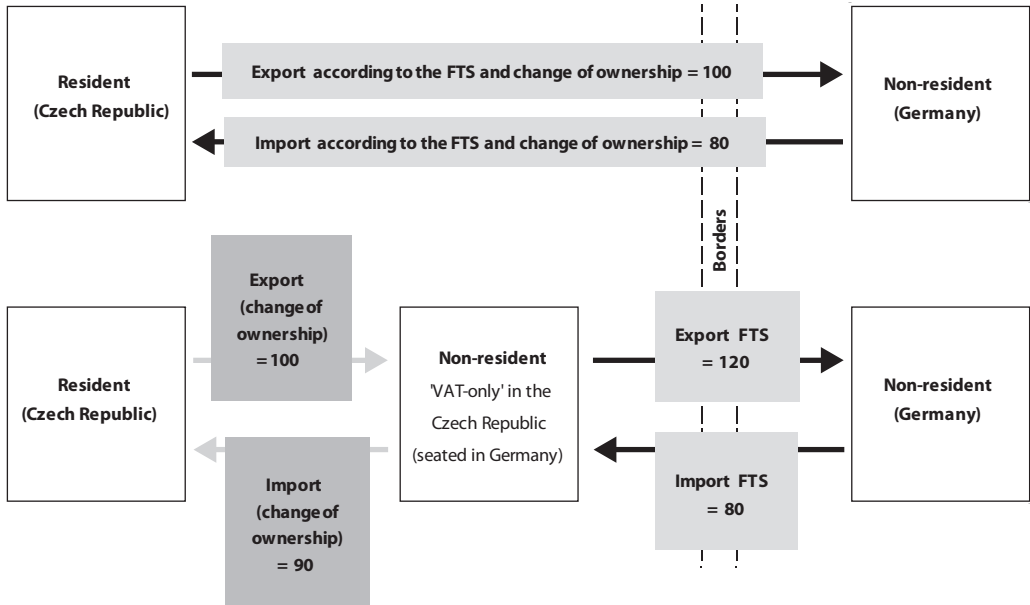 Resident
(Czech Republic)
Export according to the FTS and change of ownership = 100
Import according to the FTS and change of ownership = 80
Non-resident
(Germany)
Borders
Resident
(Czech Republic)
Export
(change of
ownership)
= 100
Import
(change of
ownership)
= 90
Non-resident
'VAT-only' in the
Czech Republic
(seated in Germany)
Export FTS
= 120
Import FTS
= 80
Non-resident
(Germany)